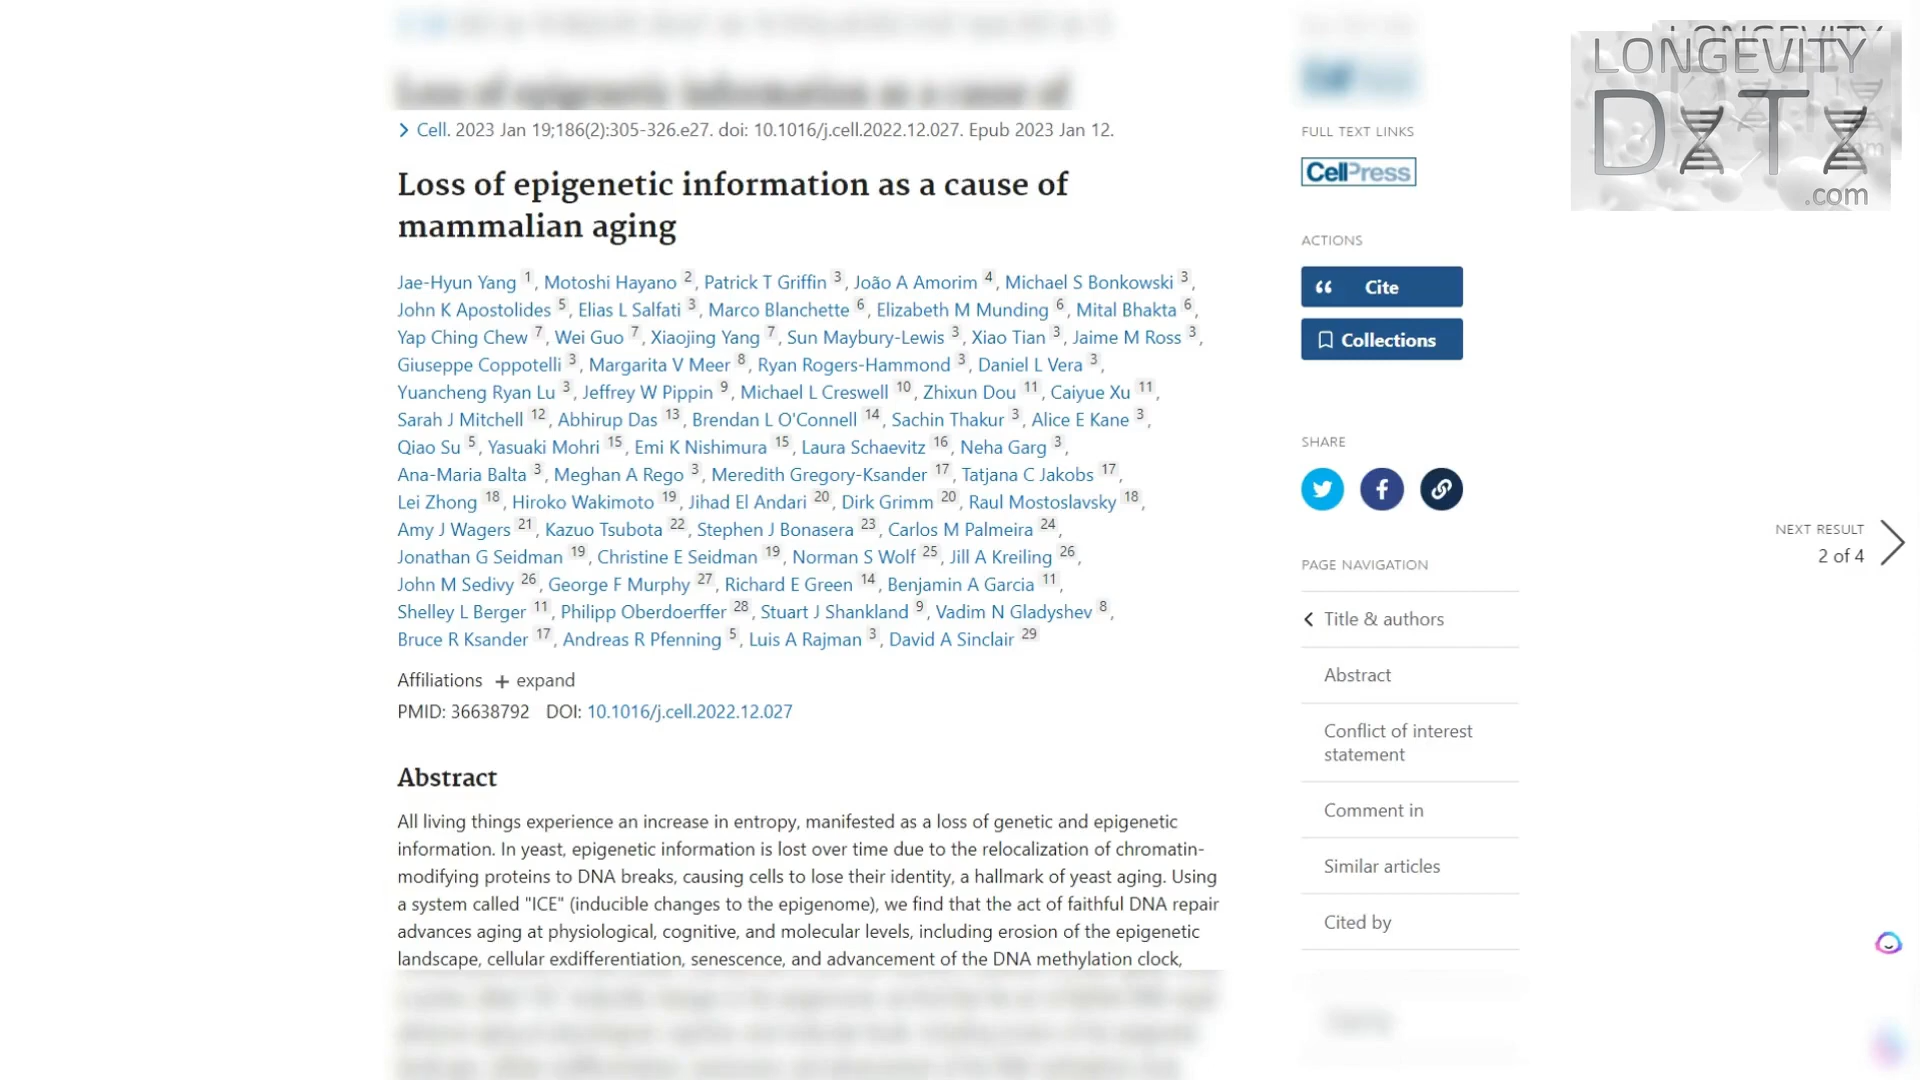 Cell. 2023 Jan 19;186(2):305-326.e27. doi: 10.1016/j.cell.2022.12.027. Epub 2023 Jan 12.
Loss of epigenetic information as a cause of
mammalian aging
Jae-Hyun Yang 1, Motoshi Hayano 2, Patrick T Griffin 3, João A Amorim 4, Michael S Bonkowski 3,
John K Apostolides 5, Elias L Salfati 3, Marco Blanchette 6, Elizabeth M Munding 6, Mital Bhakta 6,
Yap Ching Chew 7, Wei Guo 7, Xiaojing Yang 7, Sun Maybury-Lewis 3, Xiao Tian 3, Jaime M Ross 3,
Giuseppe Coppotelli 3, Margarita V Meer 8, Ryan Rogers-Hammond 3, Daniel L Vera 3,
Yuancheng Ryan Lu 3, Jeffrey W Pippin 9, Michael L Creswell 10, Zhixun Dou 11, Caiyue Xu 11,
Sarah J Mitchell 12, Abhirup Das 13, Brendan L O'Connell 14, Sachin Thakur 3, Alice E Kane 3,
Qiao Su 5, Yasuaki Mohri 15, Emi K Nishimura 15, Laura Schaevitz 16, Neha Garg 3,
Ana-Maria Balta 3, Meghan A Rego 3, Meredith Gregory-Ksander 17, Tatjana C Jakobs 17,
Lei Zhong 18, Hiroko Wakimoto 19, Jihad El Andari 20, Dirk Grimm 20, Raul Mostoslavsky 18,
Amy J Wagers 21, Kazuo Tsubota 22, Stephen J Bonasera 23, Carlos M Palmeira 24,
Jonathan G Seidman 19, Christine E Seidman 19, Norman S Wolf 25, Jill A Kreiling 26,
John M Sedivy 26, George F Murphy 27, Richard E Green 14, Benjamin A Garcia 11,
Shelley L Berger 11, Philipp Oberdoerffer 28, Stuart J Shankland 9, Vadim N Gladyshev 8,
Bruce R Ksander 17, Andreas R Pfenning 5, Luis A Rajman 3, David A Sinclair 29
Affiliations + expand
PMID: 36638792 DOI: 10.1016/j.cell.2022.12.027
Abstract
All living things experience an increase in entropy, manifested as a loss of genetic and epigenetic
information. In yeast, epigenetic information is lost over time due to the relocalization of chromatin-
modifying proteins to DNA breaks, causing cells to lose their identity, a hallmark of yeast aging. Using
a system called "ICE" (inducible changes to the epigenome), we find that the act of faithful DNA repair
advances aging at physiological, cognitive, and molecular levels, including erosion of the epigenetic
landscape, cellular exdifferentiation, senescence, and advancement of the DNA methylation clock,
FULL TEXT LINKS
CellPress
ACTIONS
Cite
Collections
SHARE
PAGE NAVIGATION
Title & authors
Abstract
Conflict of interest
statement
Comment in
Similar articles
Cited by
NEXT RESULT
2 of 4
LONGEVITY
DATA
.com